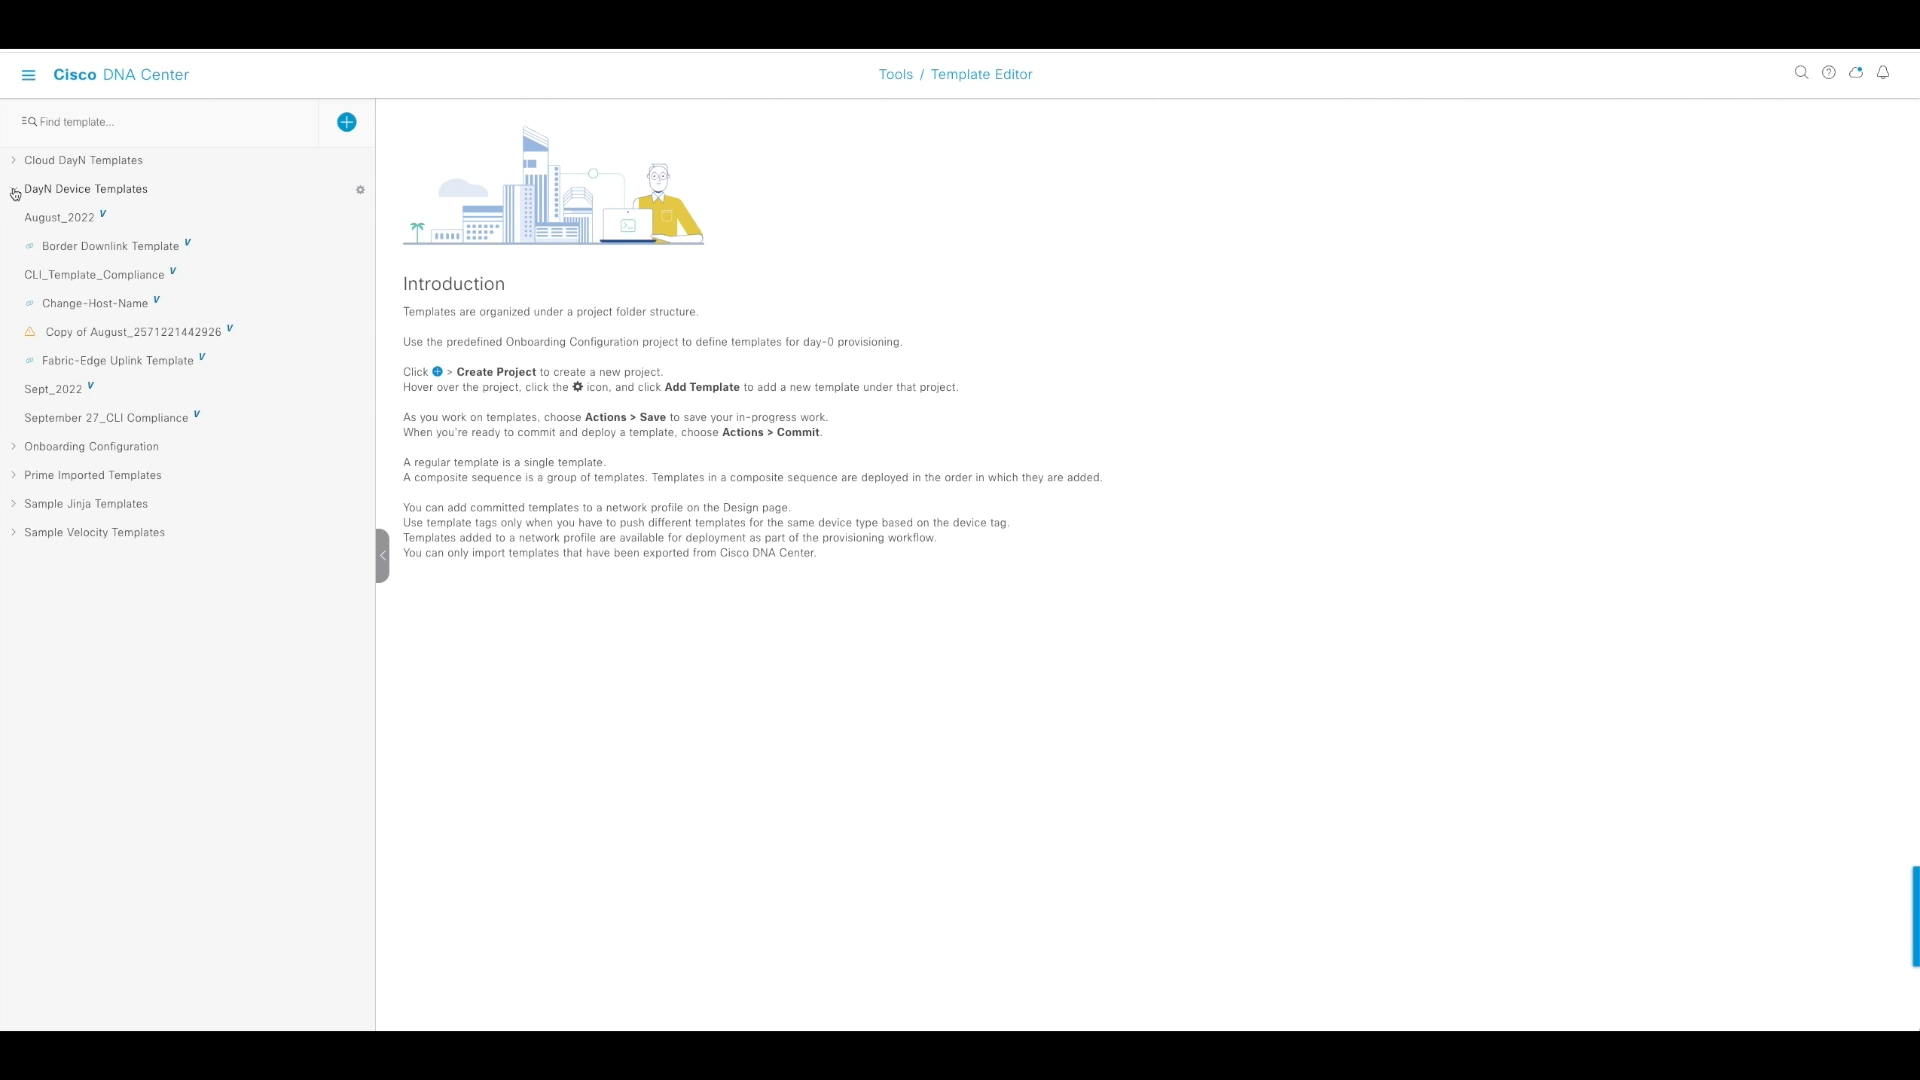 Cisco DNA Center
Tools / Template Editor
Find template...
Cloud DayN Templates
DayN Device Templates
August_2022 V
Border Downlink Template V
CLI_Template_Compliance V
Change-Host-Name V
Copy of August_2571221442926 V
Fabric-Edge Uplink Template V
Sept_2022 V
September 27_CLI Compliance V
Onboarding Configuration
Prime Imported Templates
Sample Jinja Templates
Sample Velocity Templates
Introduction
Templates are organized under a project folder structure.
Use the predefined Onboarding Configuration project to define templates for day-0 provisioning.
Click > Create Project to create a new project.
Hover over the project, click the icon, and click Add Template to add a new template under that project.
As you work on templates, choose Actions > Save to save your in-progress work.
When you're ready to commit and deploy a template, choose Actions > Commit.
A regular template is a single template.
A composite sequence is a group of templates. Templates in a composite sequence are deployed in the order in which they are added.
You can add committed templates to a network profile on the Design page.
Use template tags only when you have to push different templates for the same device type based on the device tag.
Templates added to a network profile are available for deployment as part of the provisioning workflow.
You can only import templates that have been exported from Cisco DNA Center.